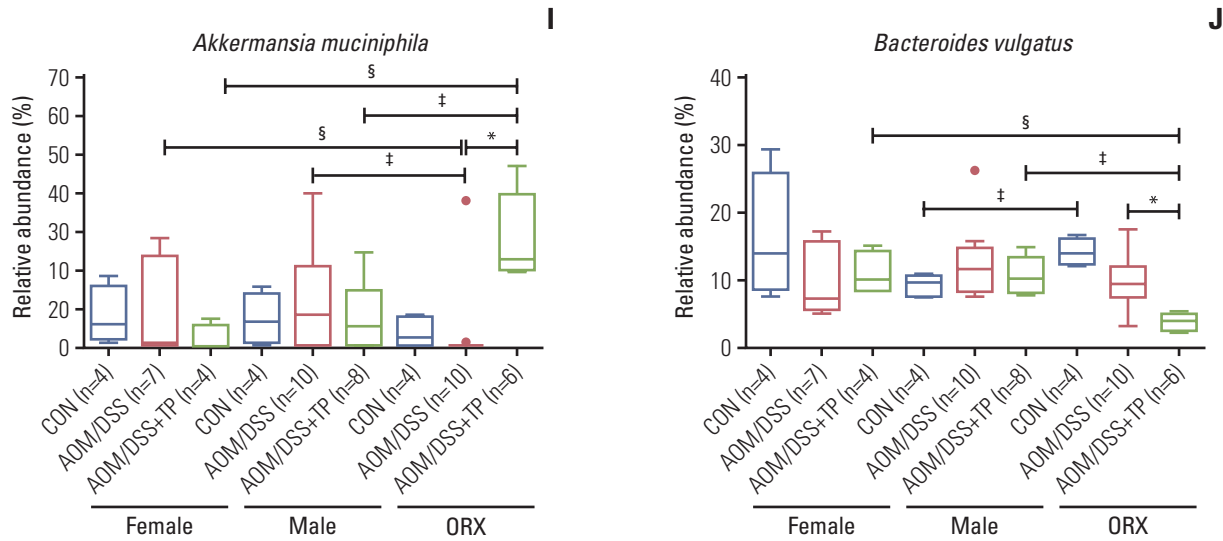 I
Akkermansia muciniphila
Relative abundance (%)
70
60
50
40
30
10
20
0
§
‡
§
*
‡
CON (n=4)
AOM/DSS (n=7)
AOM/DSS+TP (n=4)
CON (n=4)
AOM/DSS (n=10)
AOM/DSS+TP (n=8)
CON (n=4)
AOM/DSS (n=10)
AOM/DSS+TP (n=6)
Female
Male
ORX
J
Bacteroides vulgatus
Relative abundance (%)
40
30
20
10
0
§
‡
‡
*
CON (n=4)
AOM/DSS (n=7)
AOM/DSS+TP (n=4)
CON (n=4)
AOM/DSS (n=10)
AOM/DSS+TP (n=8)
CON (n=4)
AOM/DSS (n=10)
AOM/DSS+TP (n=6)
Female
Male
ORX